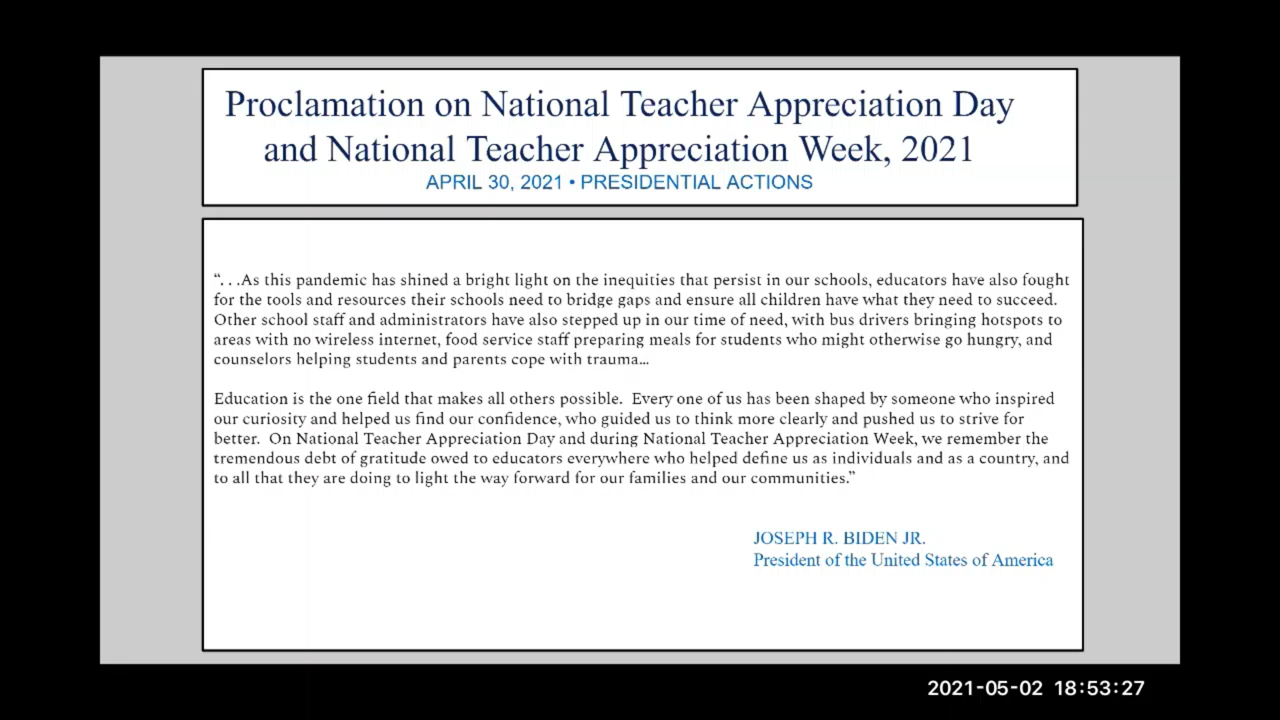 Proclamation on National Teacher Appreciation Day
and National Teacher Appreciation Week, 2021
APRIL 30, 2021 • PRESIDENTIAL ACTIONS
“. . .As this pandemic has shined a bright light on the inequities that persist in our schools, educators have also fought
for the tools and resources their schools need to bridge gaps and ensure all children have what they need to succeed.
Other school staff and administrators have also stepped up in our time of need, with bus drivers bringing hotspots to
areas with no wireless internet, food service staff preparing meals for students who might otherwise go hungry, and
counselors helping students and parents cope with trauma…
Education is the one field that makes all others possible.  Every one of us has been shaped by someone who inspired
our curiosity and helped us find our confidence, who guided us to think more clearly and pushed us to strive for
better.  On National Teacher Appreciation Day and during National Teacher Appreciation Week, we remember the
tremendous debt of gratitude owed to educators everywhere who helped define us as individuals and as a country, and
to all that they are doing to light the way forward for our families and our communities.”
JOSEPH R. BIDEN JR.
President of the United States of America
2021-05-02 18:53:27